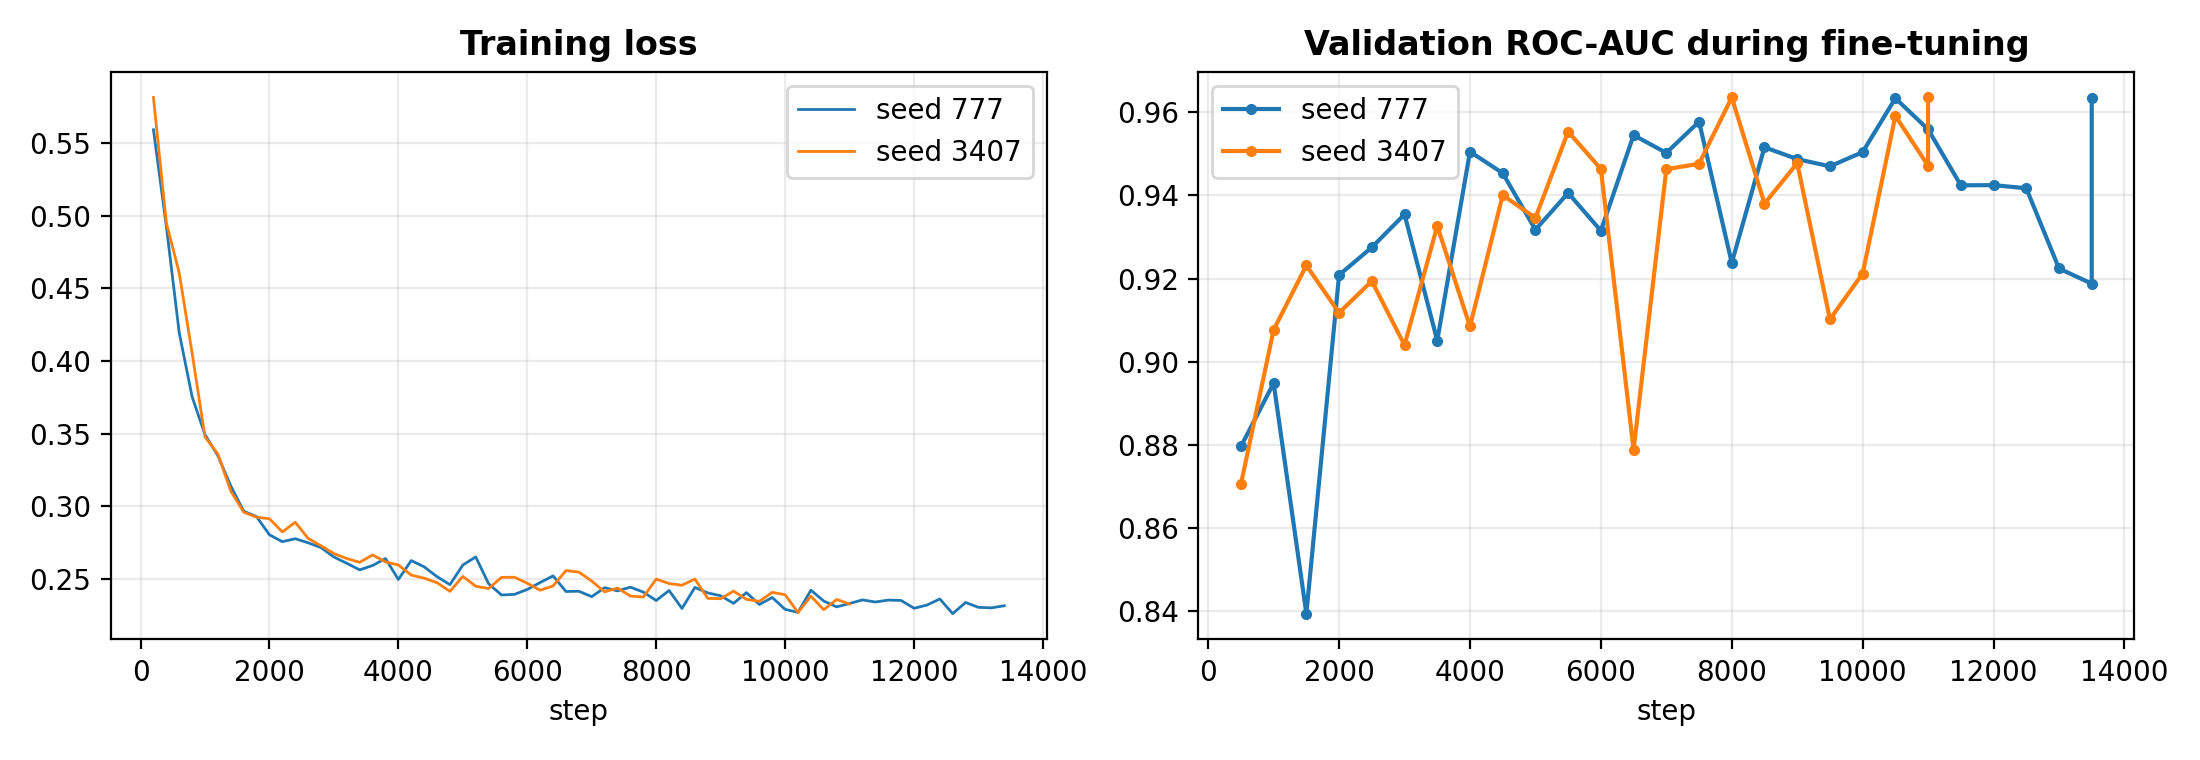 Training loss
seed 777
seed 3407
0.55
0.50
0.45
0.40
0.35
0.30
0.25
0 2000 4000 6000 8000 10000 12000 14000
step
Validation ROC-AUC during fine-tuning
seed 777
seed 3407
0.96
0.94
0.92
0.90
0.88
0.86
0.84
0 2000 4000 6000 8000 10000 12000 14000
step